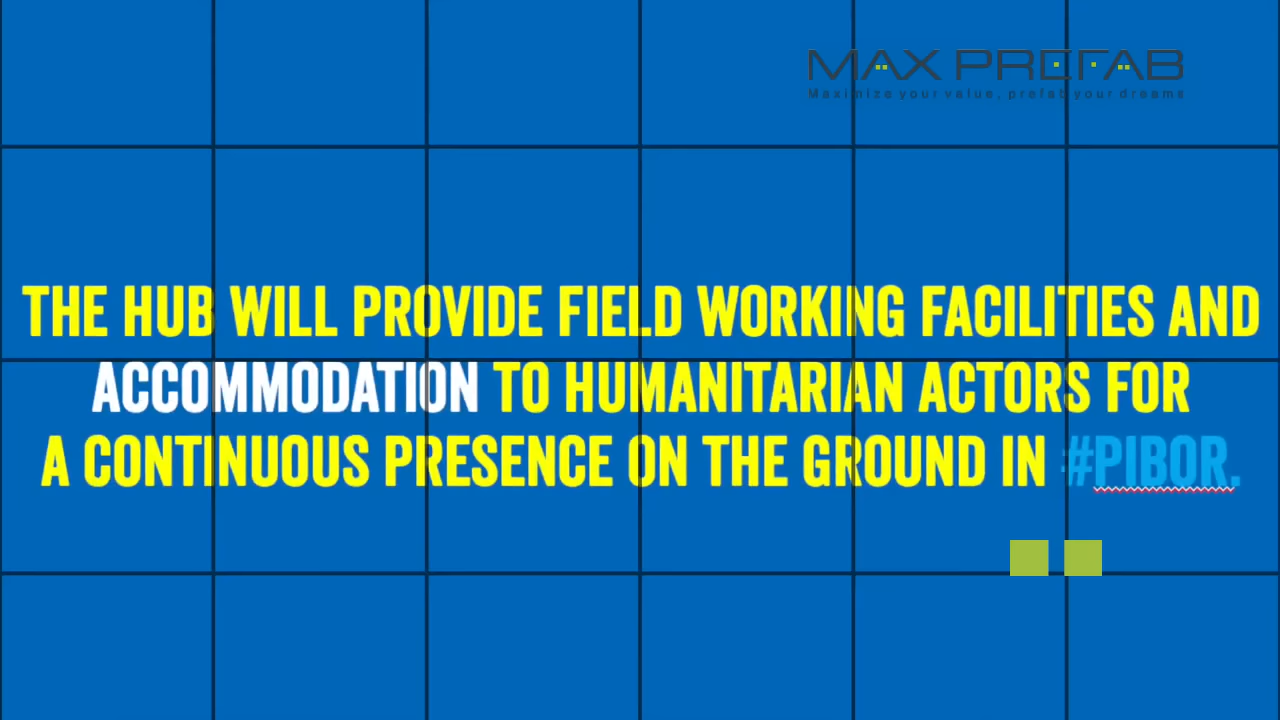 MAX PREFAB
Maximize your value, prefab your dreams
THE HUB WILL PROVIDE FIELD WORKING FACILITIES AND
ACCOMMODATION TO HUMANITARIAN ACTORS FOR
A CONTINUOUS PRESENCE ON THE GROUND IN #PIBOR.